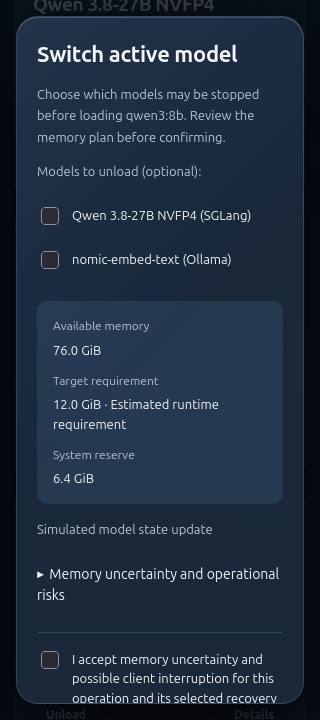 Qwen 3.8-27B NVFP4
Switch active model
Choose which models may be stopped
before loading qwen3:8b. Review the
memory plan before confirming.
Models to unload (optional):
Qwen 3.8-27B NVFP4 (SGLang)
nomic-embed-text (Ollama)
Available memory
76.0 GiB
Target requirement
12.0 GiB · Estimated runtime
requirement
System reserve
6.4 GiB
Simulated model state update
▸ Memory uncertainty and operational
risks
I accept memory uncertainty and
possible client interruption for this
operation and its selected recovery
Unload Details